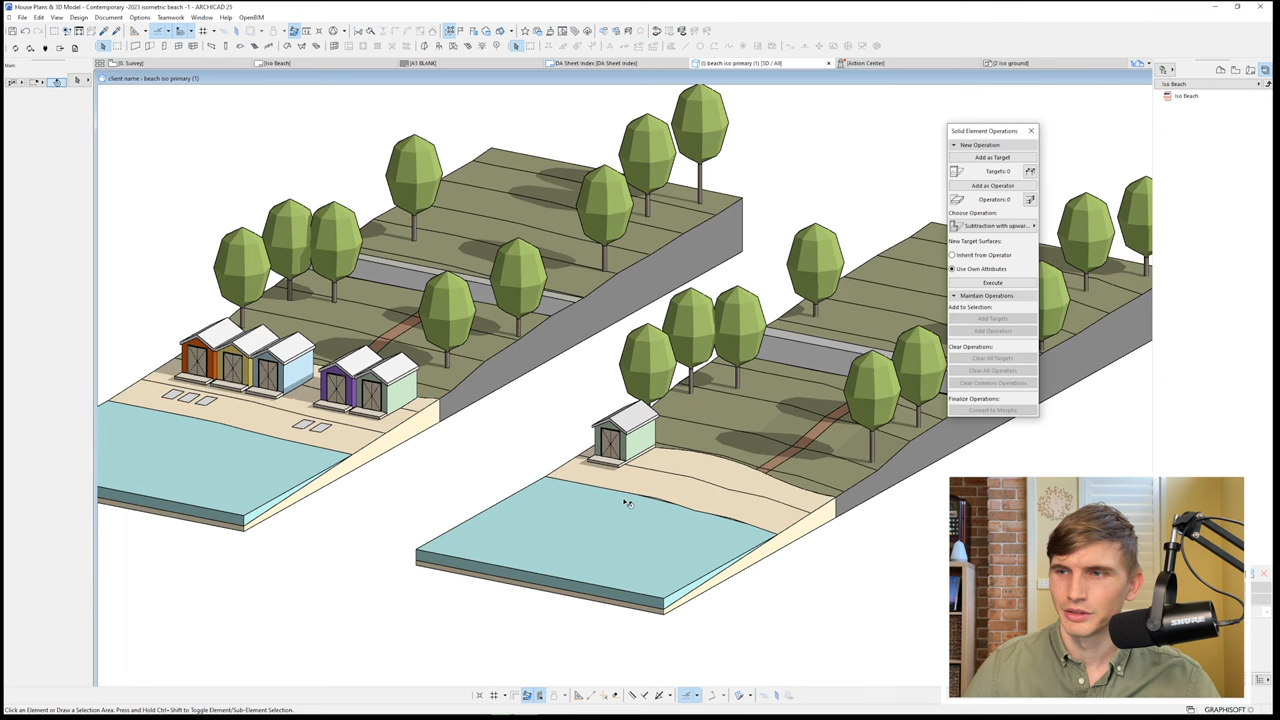 House Plans & 3D Model - Contemporary -2023 isometric beach -1 - ARCHICAD 25
File Edit View Design Document Options Teamwork Window Help OpenBIM
Main:
[0. Survey] [Iso Beach] [A3 BLANK] DA Sheet Index [DA Sheet Index] (!) beach iso primary (1) [3D / All] [Action Center] [2 Iso ground]
client name - beach iso primary (1)
Iso Beach
Iso Beach
Solid Element Operations
New Operation
Add as Target
Targets: 0
Add as Operator
Operators: 0
Choose Operation:
Subtraction with upwar...
New Target Surfaces:
Inherit from Operator
Use Own Attributes
Execute
Maintain Operations
Add to Selection:
Add Targets
Add Operators
Clear Operations:
Clear All Targets
Clear All Operators
Clear Common Operations
Finalize Operations:
Convert to Morphs
SHURE
Click an Element or Draw a Selection Area. Press and Hold Ctrl+Shift to Toggle Element/Sub-Element Selection.
GRAPHISOFT